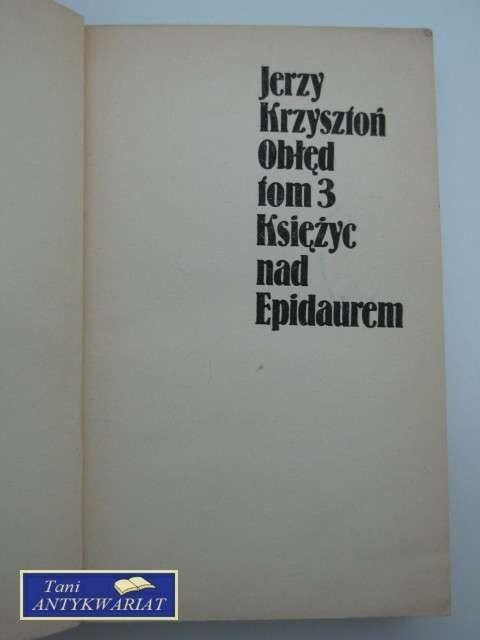 Jerzy
Krzysztoń
Obłęd
tom 3
Księżyc
nad
Epidaurem
Tani
ANTYKWARIAT